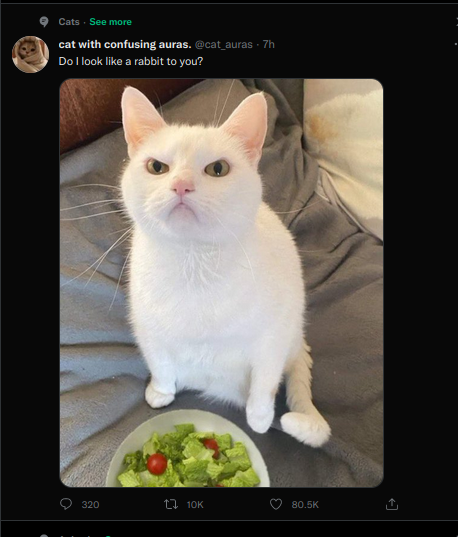 Cats · See more
cat with confusing auras. @cat_auras · 7h
Do I look like a rabbit to you?
320 10K 80.5K